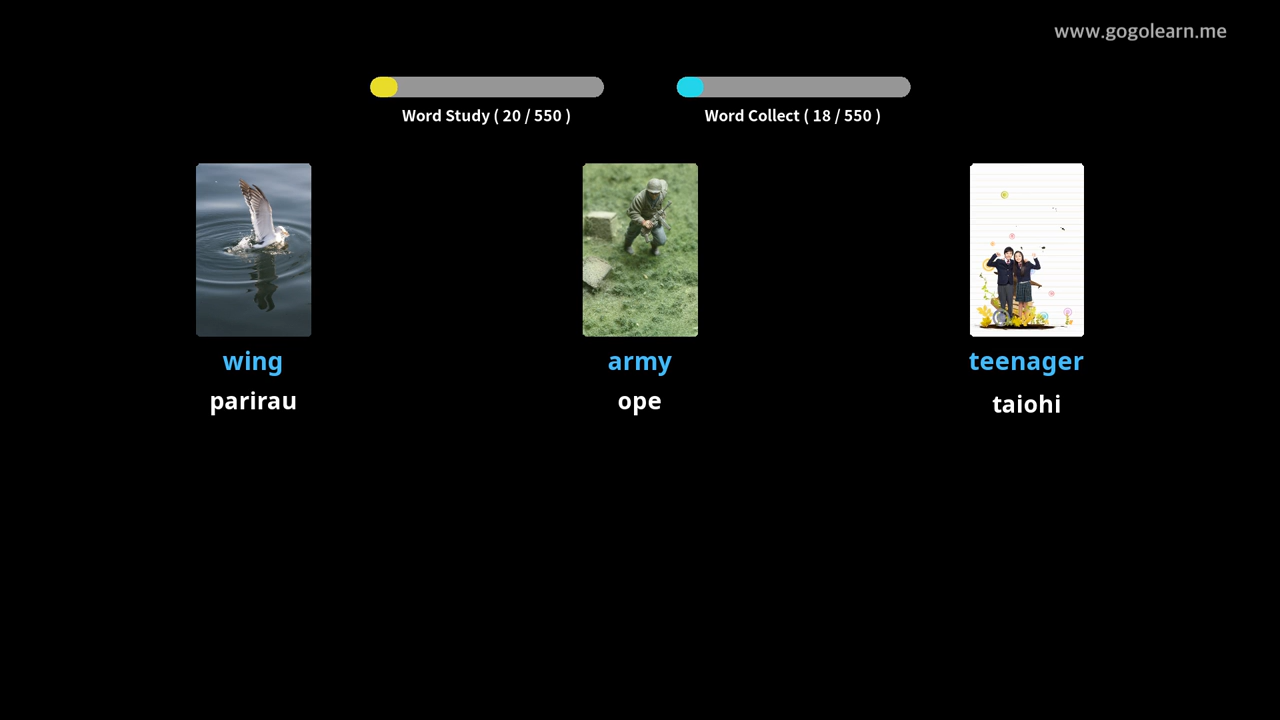 www.gogolearn.me
Word Study ( 20 / 550 )
Word Collect ( 18 / 550 )
wing
army
teenager
parirau
ope
taiohi